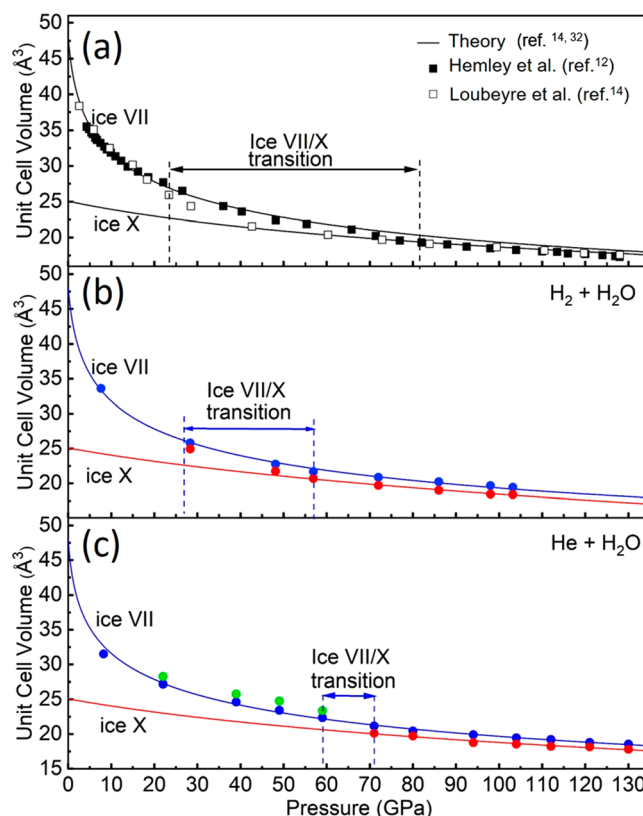 (a)
Theory (ref. 14, 32)
Hemley et al. (ref.12)
Loubeyre et al. (ref.14)
ice VII
Ice VII/X
transition
ice X
Unit Cell Volume (Å3)
50
45
40
35
30
25
20
(b)
H2 + H2O
ice VII
Ice VII/X
transition
ice X
Unit Cell Volume (Å3)
45
40
35
30
25
20
(c)
He + H2O
ice VII
Ice VII/X
transition
ice X
Unit Cell Volume (Å3)
45
40
35
30
25
20
15
0 10 20 30 40 50 60 70 80 90 100 110 120 130
Pressure (GPa)